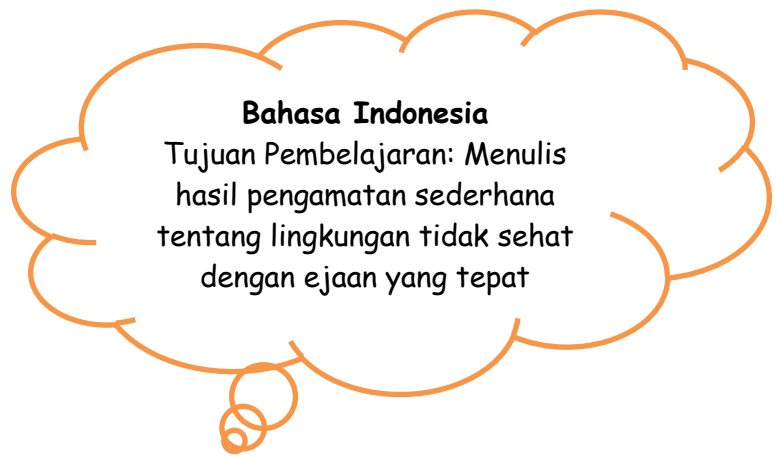 Bahasa Indonesia
Tujuan Pembelajaran: Menulis
hasil pengamatan sederhana
tentang lingkungan tidak sehat
dengan ejaan yang tepat